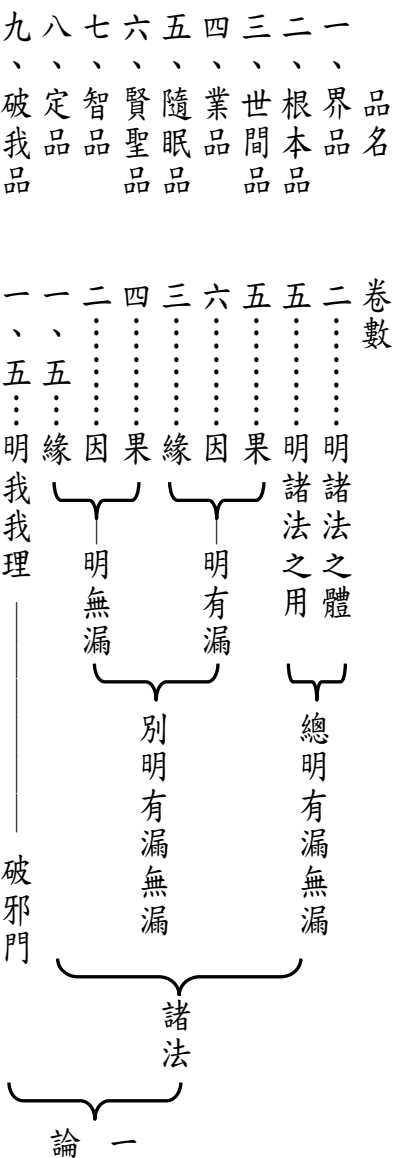 品名　卷數
一、界品　二⋯⋯⋯⋯明諸法之體
二、根本品　五⋯⋯⋯⋯明諸法之用
總明有漏無漏
三、世間品　五⋯⋯⋯⋯果
四、業品　六⋯⋯⋯⋯因
五、隨眠品　三⋯⋯⋯⋯緣
明有漏
六、賢聖品　四⋯⋯⋯⋯果
七、智品　二⋯⋯⋯⋯因
八、定品　一、五⋯⋯緣
明無漏
別明有漏無漏
諸法
九、破我品　一、五⋯⋯明我我理
破邪門
一
論